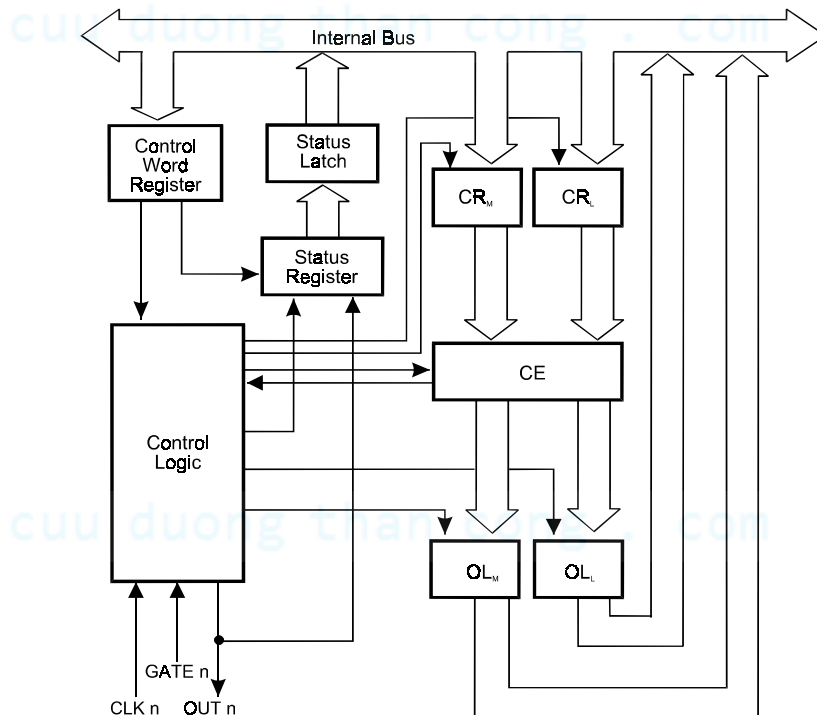 cuu duong than cong . com
Internal Bus
Control
Word
Register
Status
Latch
CRM
CRL
Status
Register
CE
Control
Logic
cuu duong than cong . com
OLM
OLL
GATE n
CLK n
OUT n